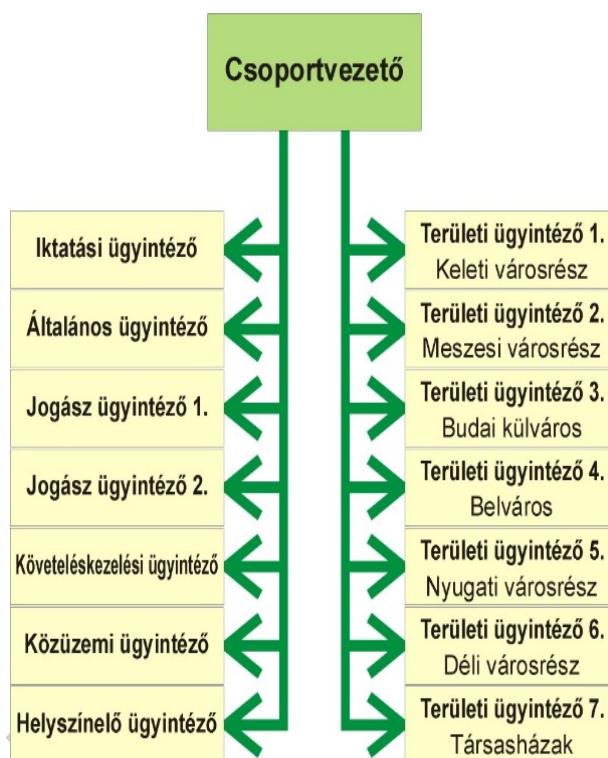 Csoportvezető
Iktatási ügyintéző
Általános ügyintéző
Jogász ügyintéző 1.
Jogász ügyintéző 2.
Követeléskezelési ügyintéző
Közüzemi ügyintéző
Helyszínelő ügyintéző
Területi ügyintéző 1.
Keleti városrész
Területi ügyintéző 2.
Meszesi városrész
Területi ügyintéző 3.
Budai külváros
Területi ügyintéző 4.
Belváros
Területi ügyintéző 5.
Nyugati városrész
Területi ügyintéző 6.
Déli városrész
Területi ügyintéző 7.
Társasházak